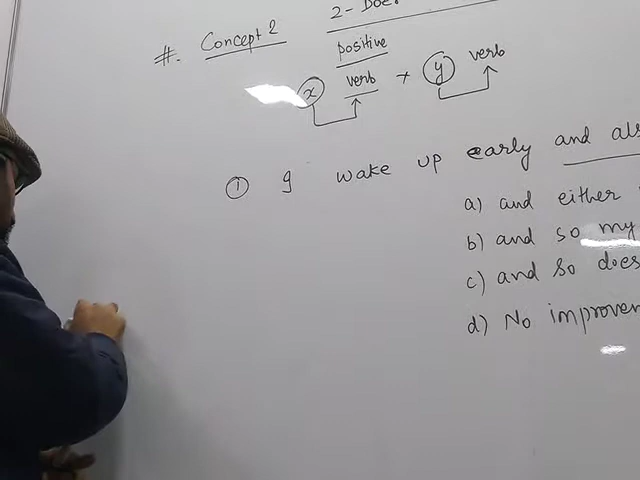 2- Doe
#. Concept 2
positive
x verb + y verb
① I wake up early and als
a) and either
b) and so my
c) and so does
d) No improvem